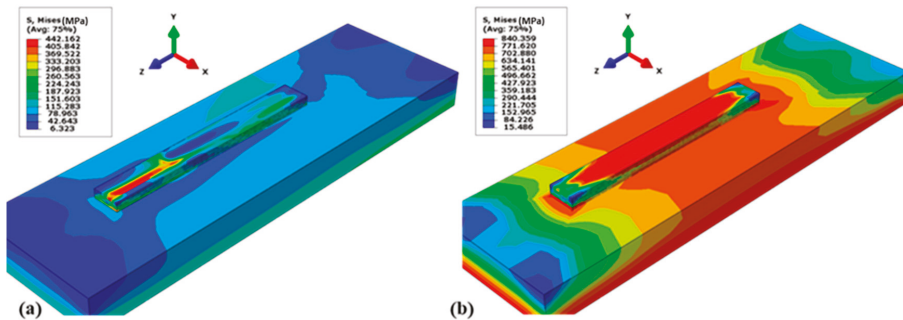 S, Mises (MPa)
(Avg: 75%)
442.162
405.842
369.522
333.203
296.883
260.563
224.243
187.923
151.603
115.283
78.963
42.643
6.323
Y
Z
X
(a)
S, Mises (MPa)
(Avg: 75%)
840.359
771.620
702.880
634.141
565.401
496.662
427.923
359.183
290.444
221.705
152.965
84.226
15.486
Y
Z
X
(b)